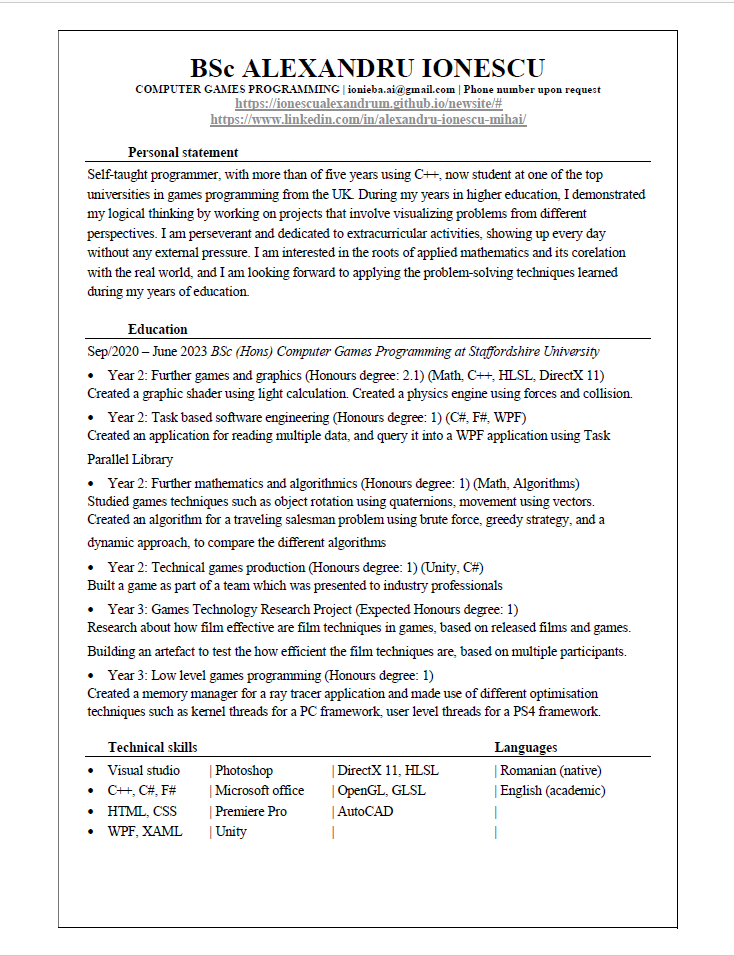 BSc ALEXANDRU IONESCU
COMPUTER GAMES PROGRAMMING | ionieba.ai@gmail.com | Phone number upon request
https://ionescualexandrum.github.io/newsite/#
https://www.linkedin.com/in/alexandru-ionescu-mihai/
Personal statement
Self-taught programmer, with more than of five years using C++, now student at one of the top
universities in games programming from the UK. During my years in higher education, I demonstrated
my logical thinking by working on projects that involve visualizing problems from different
perspectives. I am perseverant and dedicated to extracurricular activities, showing up every day
without any external pressure. I am interested in the roots of applied mathematics and its corelation
with the real world, and I am looking forward to applying the problem-solving techniques learned
during my years of education.
Education
Sep/2020 – June 2023 BSc (Hons) Computer Games Programming at Staffordshire University
• Year 2: Further games and graphics (Honours degree: 2.1) (Math, C++, HLSL, DirectX 11)
Created a graphic shader using light calculation. Created a physics engine using forces and collision.
• Year 2: Task based software engineering (Honours degree: 1) (C#, F#, WPF)
Created an application for reading multiple data, and query it into a WPF application using Task
Parallel Library
• Year 2: Further mathematics and algorithmics (Honours degree: 1) (Math, Algorithms)
Studied games techniques such as object rotation using quaternions, movement using vectors.
Created an algorithm for a traveling salesman problem using brute force, greedy strategy, and a
dynamic approach, to compare the different algorithms
• Year 2: Technical games production (Honours degree: 1) (Unity, C#)
Built a game as part of a team which was presented to industry professionals
• Year 3: Games Technology Research Project (Expected Honours degree: 1)
Research about how film effective are film techniques in games, based on released films and games.
Building an artefact to test the how efficient the film techniques are, based on multiple participants.
• Year 3: Low level games programming (Honours degree: 1)
Created a memory manager for a ray tracer application and made use of different optimisation
techniques such as kernel threads for a PC framework, user level threads for a PS4 framework.
Technical skills Languages
• Visual studio | Photoshop | DirectX 11, HLSL | Romanian (native)
• C++, C#, F# | Microsoft office | OpenGL, GLSL | English (academic)
• HTML, CSS | Premiere Pro | AutoCAD |
• WPF, XAML | Unity | |